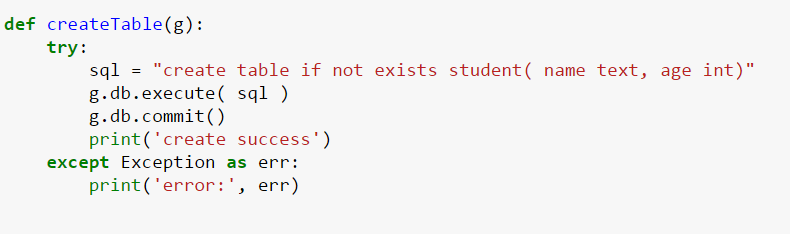 def createTable(g):
    try:
        sql = "create table if not exists student( name text, age int)"
        g.db.execute( sql )
        g.db.commit()
        print('create success')
    except Exception as err:
        print('error:', err)